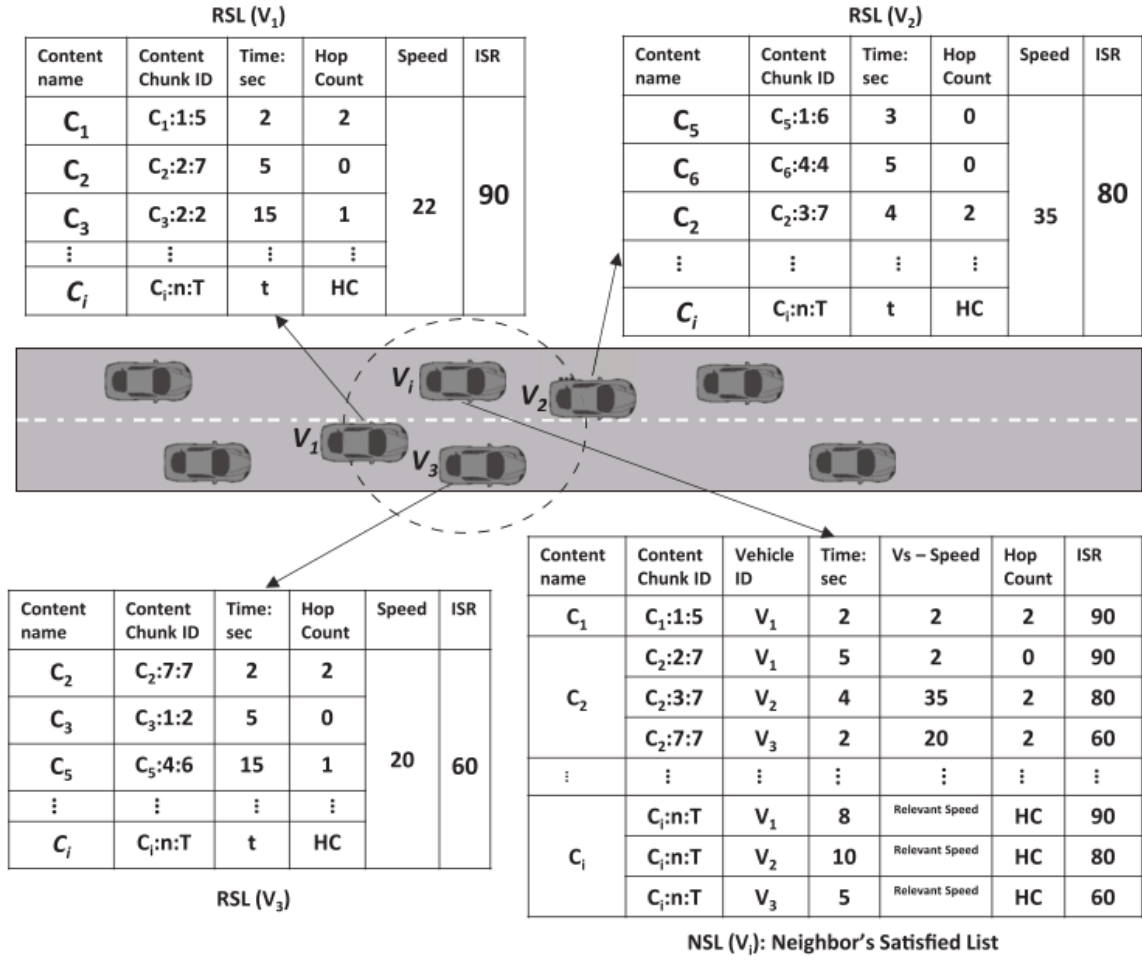 RSL (V₁)
Content name | Content Chunk ID | Time: sec | Hop Count | Speed | ISR
C₁ | C₁:1:5 | 2 | 2 | 22 | 90
C₂ | C₂:2:7 | 5 | 0
C₃ | C₃:2:2 | 15 | 1
⋮ | ⋮ | ⋮ | ⋮
Cᵢ | Cᵢ:n:T | t | HC
RSL (V₂)
Content name | Content Chunk ID | Time: sec | Hop Count | Speed | ISR
C₅ | C₅:1:6 | 3 | 0 | 35 | 80
C₆ | C₆:4:4 | 5 | 0
C₂ | C₂:3:7 | 4 | 2
⋮ | ⋮ | ⋮ | ⋮
Cᵢ | Cᵢ:n:T | t | HC
Vᵢ
V₂
V₁
V₃
Content name | Content Chunk ID | Time: sec | Hop Count | Speed | ISR
C₂ | C₂:7:7 | 2 | 2 | 20 | 60
C₃ | C₃:1:2 | 5 | 0
C₅ | C₅:4:6 | 15 | 1
⋮ | ⋮ | ⋮ | ⋮
Cᵢ | Cᵢ:n:T | t | HC
RSL (V₃)
Content name | Content Chunk ID | Vehicle ID | Time: sec | Vs – Speed | Hop Count | ISR
C₁ | C₁:1:5 | V₁ | 2 | 2 | 2 | 90
C₂ | C₂:2:7 | V₁ | 5 | 2 | 0 | 90
C₂:3:7 | V₂ | 4 | 35 | 2 | 80
C₂:7:7 | V₃ | 2 | 20 | 2 | 60
⋮ | ⋮ | ⋮ | ⋮ | ⋮ | ⋮ | ⋮
Cᵢ | Cᵢ:n:T | V₁ | 8 | Relevant Speed | HC | 90
Cᵢ:n:T | V₂ | 10 | Relevant Speed | HC | 80
Cᵢ:n:T | V₃ | 5 | Relevant Speed | HC | 60
NSL (Vᵢ): Neighbor's Satisfied List